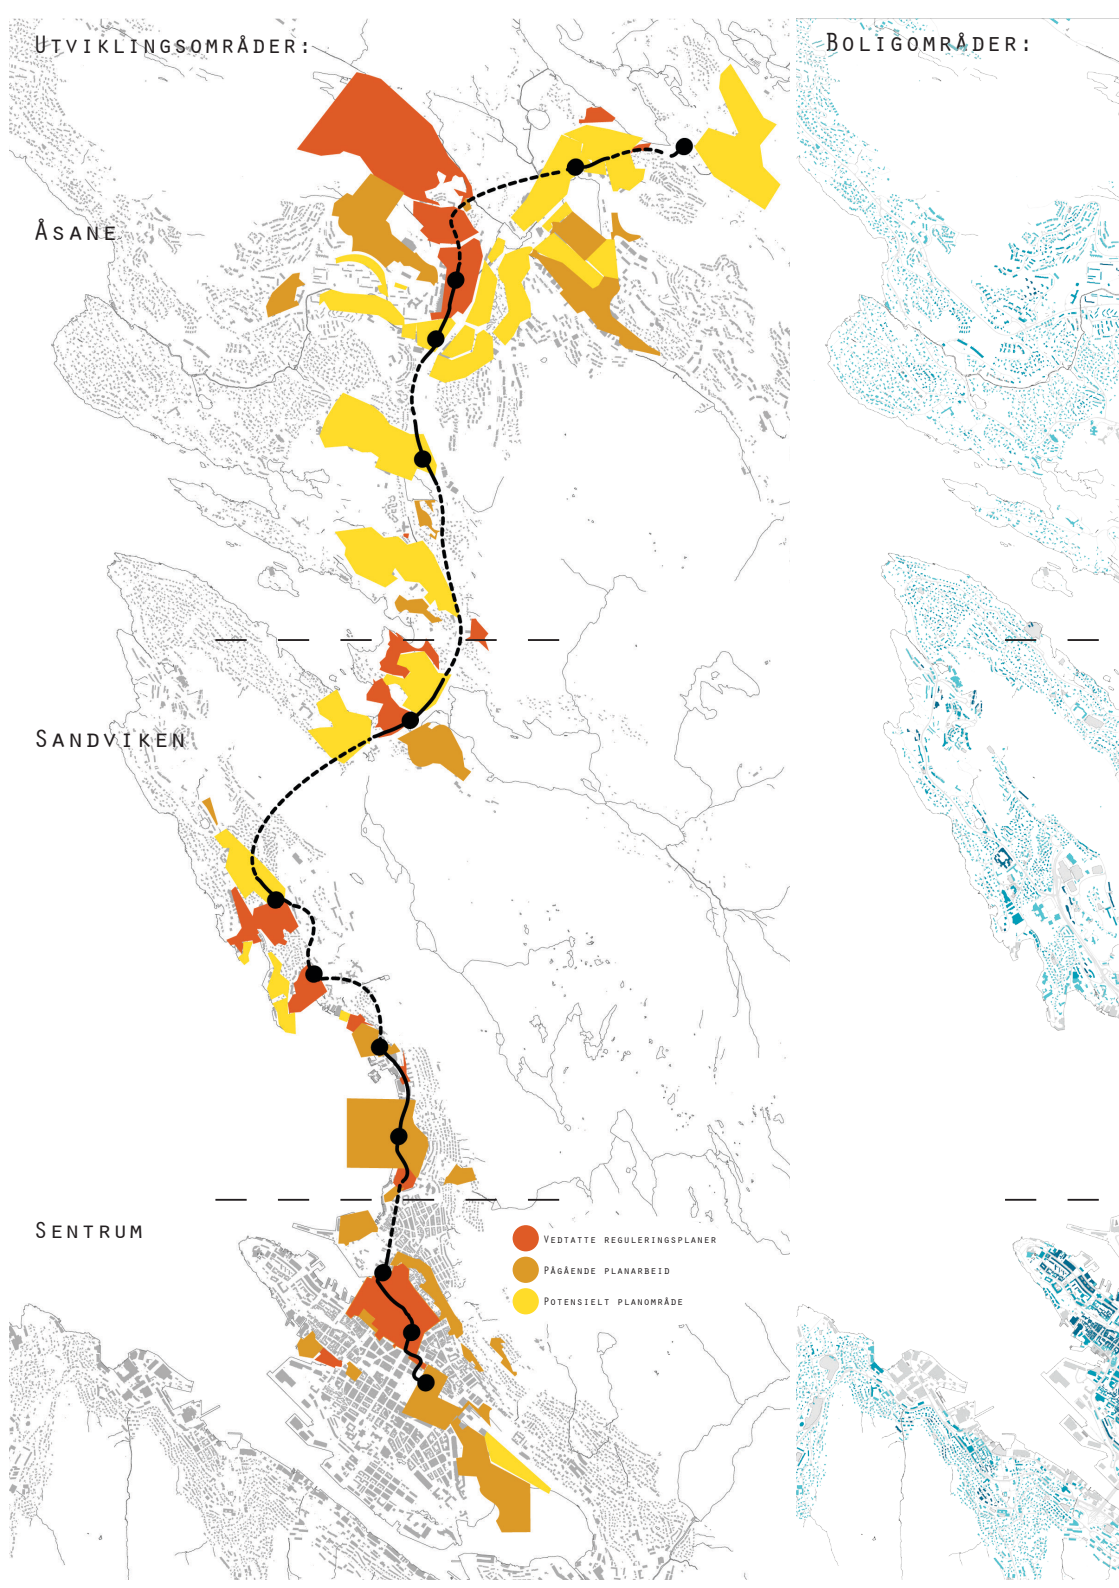 Utviklingsområder:
Boligområder:
Åsane
Sandviken
Sentrum
Vedtatte reguleringsplaner
Pågående planarbeid
Potensielt planområde